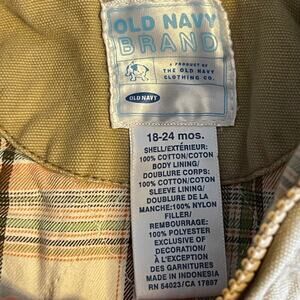 OLD NAVY
BRAND
A PRODUCT OF
THE OLD NAVY
CLOTHING CO.
OLD NAVY
18-24 mos.
SHELL/EXTÉRIEUR:
100% COTTON/COTON
BODY LINING/
DOUBLURE CORPS:
100% COTTON/COTON
SLEEVE LINING/
DOUBLURE DE LA
MANCHE:100% NYLON
FILLER/
REMBOURRAGE:
100% POLYESTER
EXCLUSIVE OF
DECORATION/
À L'EXCEPTION
DES GARNITURES
MADE IN INDONESIA
RN 54023/CA 17897